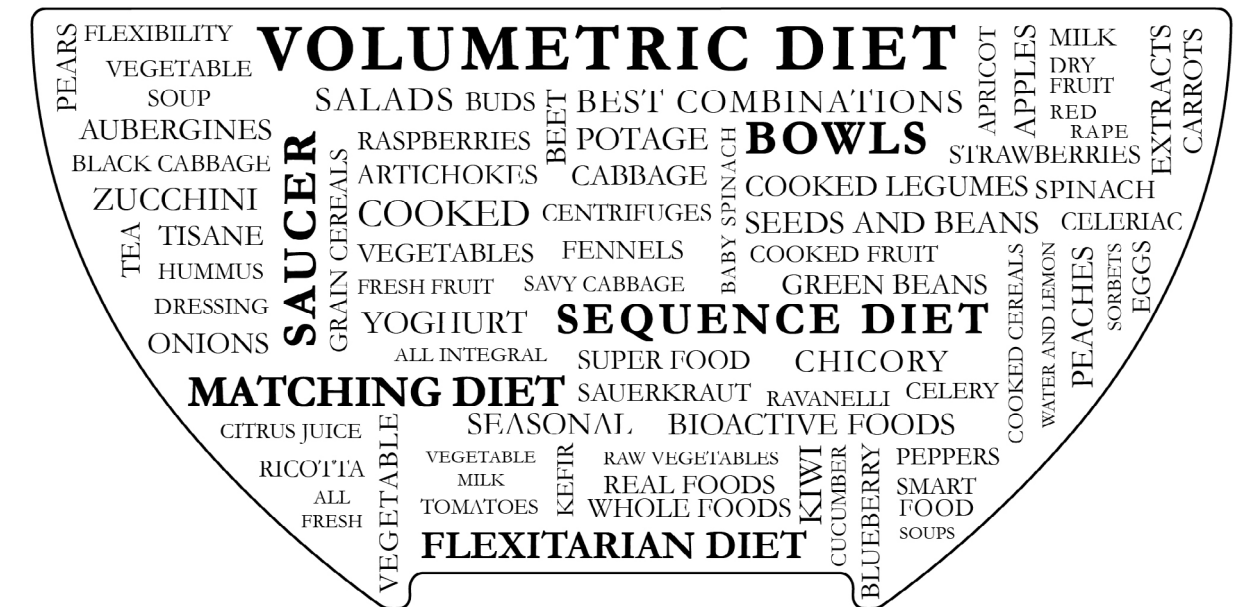 PEARS
FLEXIBILITY
VOLUMETRIC DIET
APRICOT
APPLES
MILK
EXTRACTS
CARROTS
VEGETABLE
SOUP
DRY
FRUIT
SALADS
BUDS
BEET
BEST COMBINATIONS
RED
RAPE
AUBERGINES
SAUCER
RASPBERRIES
POTAGE
BABY SPINACH
BOWLS
STRAWBERRIES
BLACK CABBAGE
GRAIN CEREALS
ARTICHOKES
CABBAGE
COOKED LEGUMES
SPINACH
ZUCCHINI
COOKED
CENTRIFUGES
SEEDS AND BEANS
CELERIAC
TEA
TISANE
VEGETABLES
FENNELS
COOKED FRUIT
COOKED CEREALS
WATER AND LEMON
PEACHES
SORBETS
EGGS
HUMMUS
FRESH FRUIT
SAVY CABBAGE
GREEN BEANS
DRESSING
YOGHURT
SEQUENCE DIET
ONIONS
ALL INTEGRAL
SUPER FOOD
CHICORY
MATCHING DIET
SAUERKRAUT
RAVANELLI
CELERY
CITRUS JUICE
VEGETABLE
SEASONAL
BIOACTIVE FOODS
RICOTTA
VEGETABLE
MILK
KEFIR
RAW VEGETABLES
KIWI
CUCUMBER
BLUEBERRY
PEPPERS
ALL
FRESH
TOMATOES
REAL FOODS
WHOLE FOODS
SMART
FOOD
SOUPS
FLEXITARIAN DIET